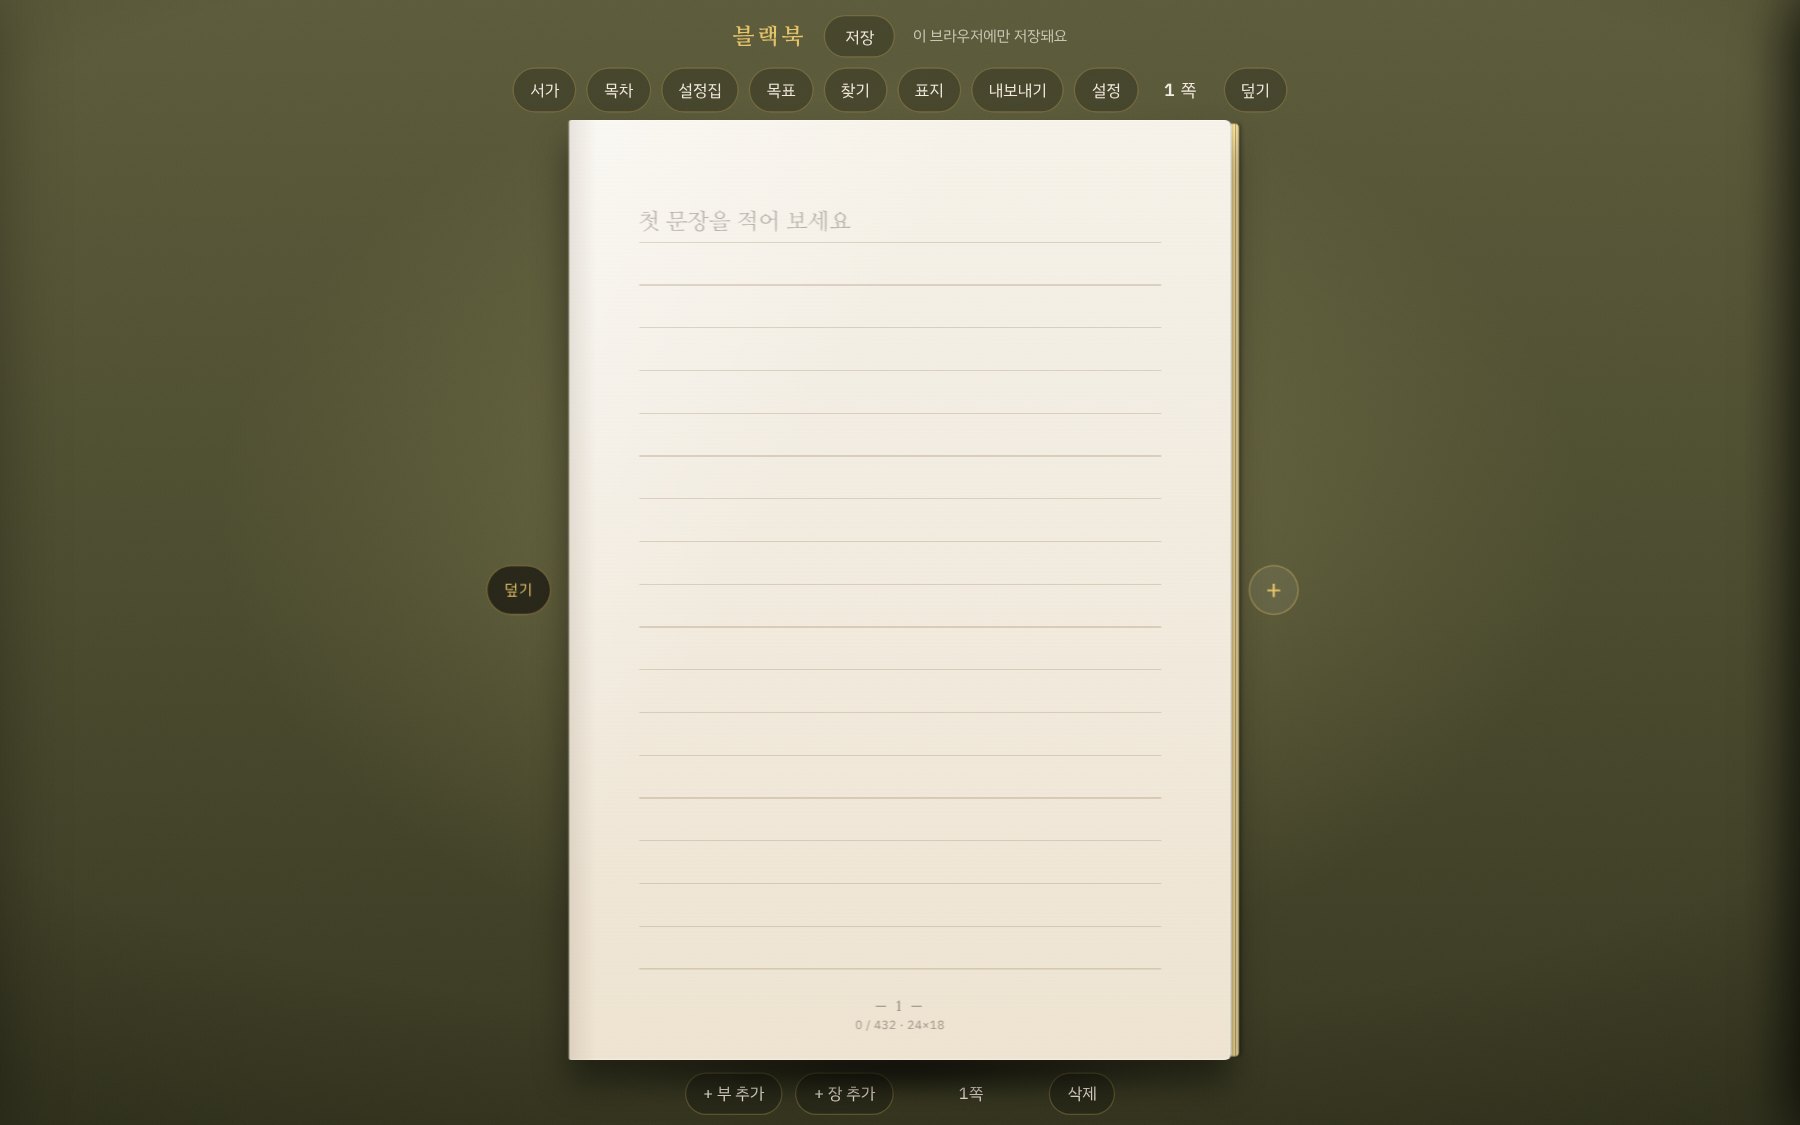 블랙북 저장 이 브라우저에만 저장돼요
서가 목차 설정집 목표 찾기 표지 내보내기 설정 1 쪽 덮기
첫 문장을 적어 보세요
덮기 +
— 1 —
0 / 432 · 24×18
+ 부 추가 + 장 추가 1쪽 삭제